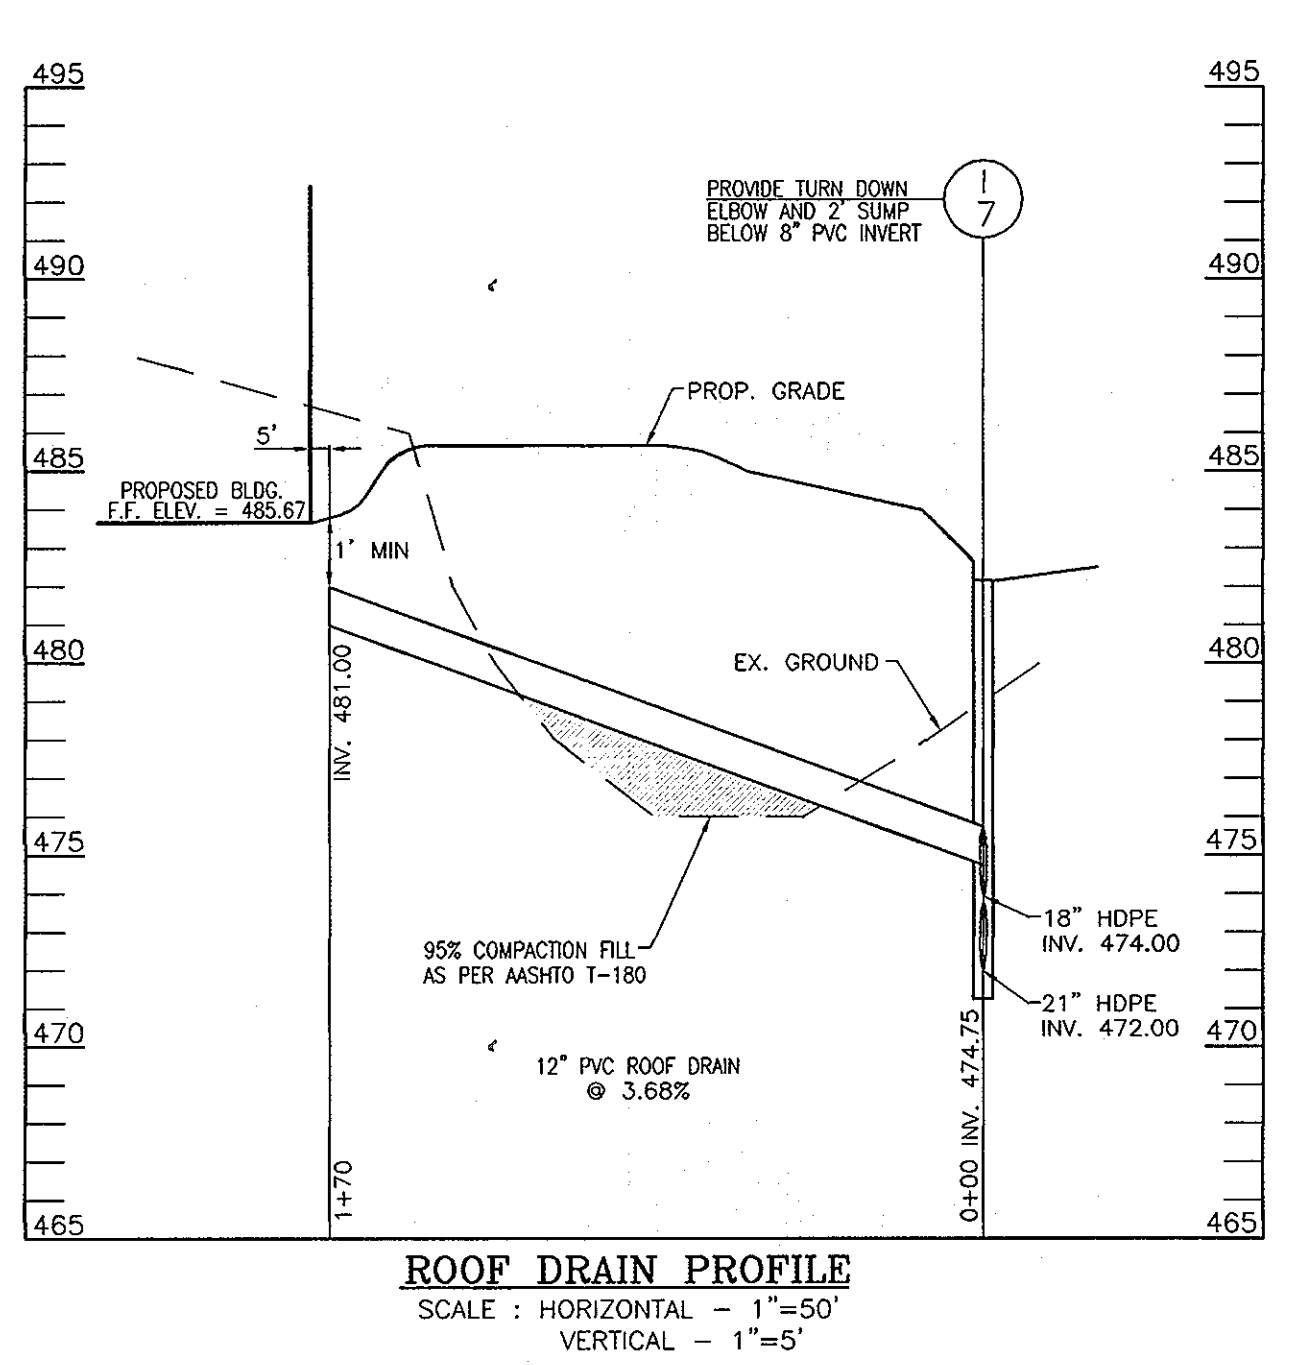 495
495
PROVIDE TURN DOWN
ELBOW AND 2' SUMP
BELOW 8" PVC INVERT
I
7
490
490
PROP. GRADE
5'
485
485
PROPOSED BLDG.
F.F. ELEV. = 485.67
1' MIN
480
480
EX. GROUND
INV. 481.00
475
475
18" HDPE
INV. 474.00
95% COMPACTION FILL
AS PER AASHTO T-180
21" HDPE
INV. 472.00
470
470
12" PVC ROOF DRAIN
@ 3.68%
1+70
0+00 INV. 474.75
465
465
ROOF DRAIN PROFILE
SCALE : HORIZONTAL - 1"=50'
VERTICAL - 1"=5'